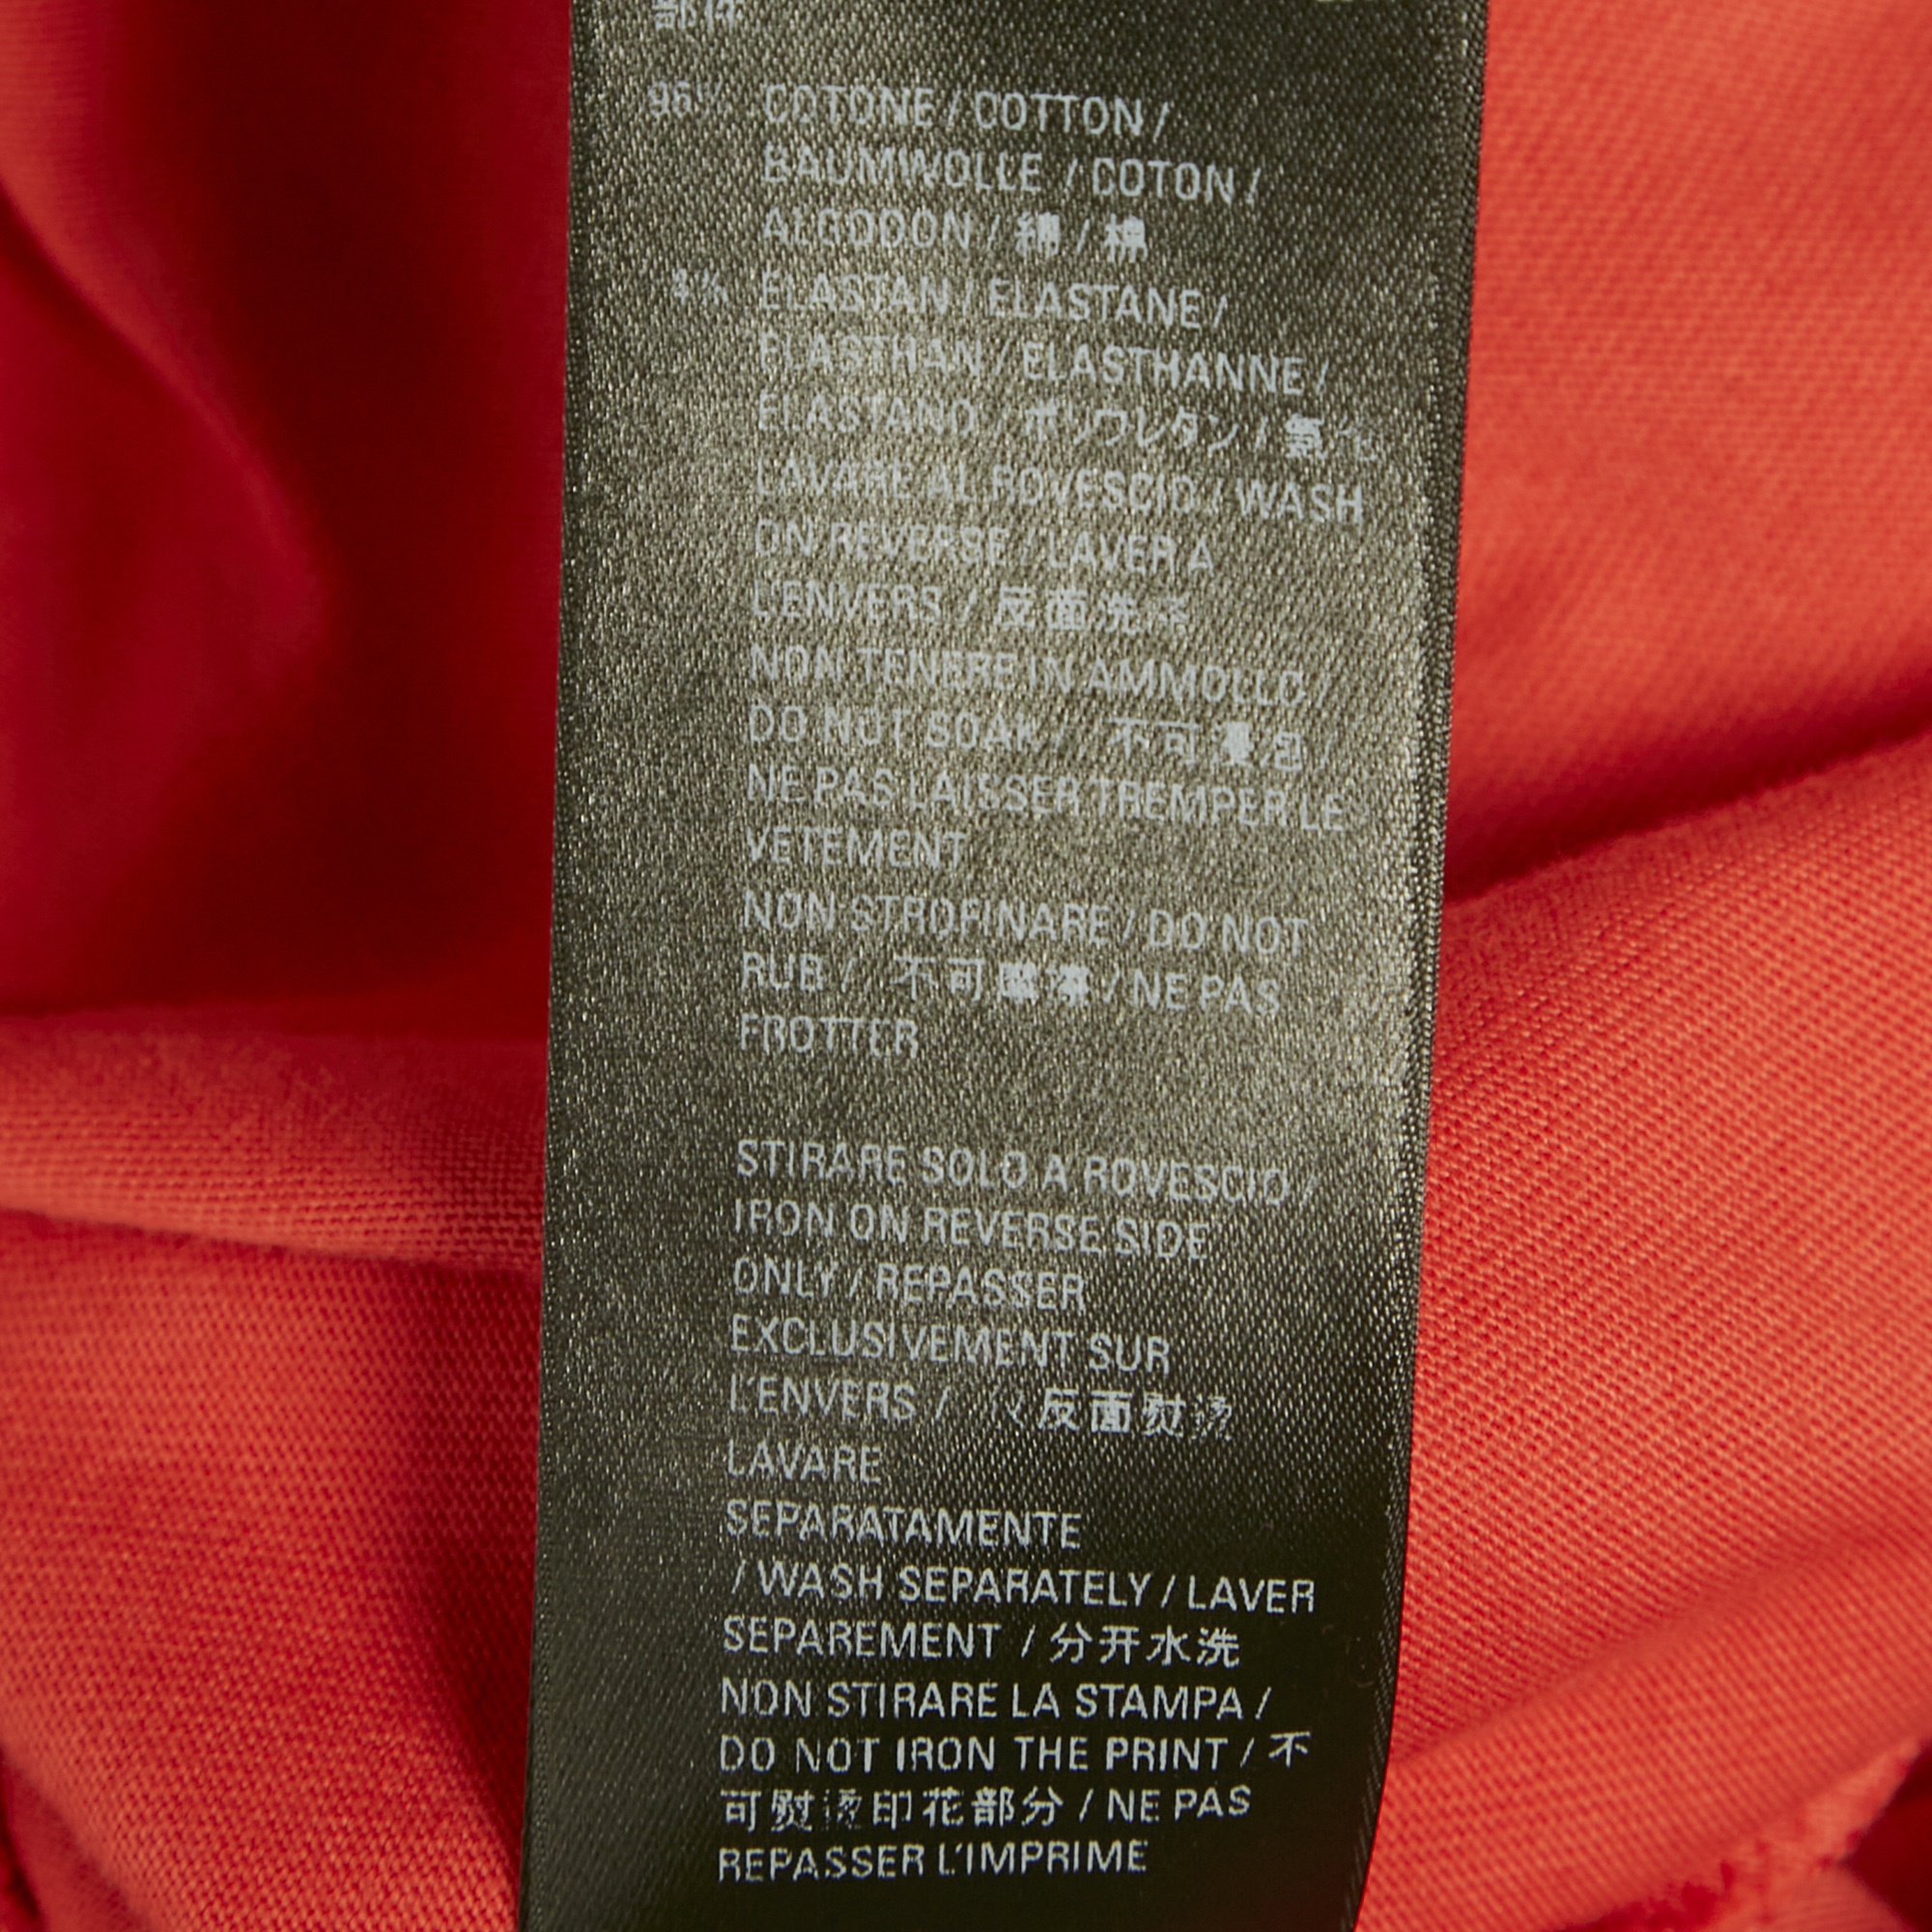 部件
96% COTONE / COTTON /
BAUMWOLLE / COTON /
ALGODON / 綿 / 棉
4% ELASTAN / ELASTANE /
ELASTHAN / ELASTHANNE /
ELASTANO / ポリウレタン / 氨纶
LAVARE AL ROVESCIO / WASH
ON REVERSE / LAVER A
L'ENVERS / 反面洗涤
NON TENERE IN AMMOLLO /
DO NOT SOAK / 不可浸泡 /
NE PAS LAISSER TREMPER LE
VETEMENT
NON STROFINARE / DO NOT
RUB / 不可 / NE PAS
FROTTER
STIRARE SOLO A ROVESCIO /
IRON ON REVERSE SIDE
ONLY / REPASSER
EXCLUSIVEMENT SUR
L'ENVERS / 仅反面熨烫
LAVARE
SEPARATAMENTE
/ WASH SEPARATELY / LAVER
SEPAREMENT / 分开水洗
NON STIRARE LA STAMPA /
DO NOT IRON THE PRINT / 不
可熨烫印花部分 / NE PAS
REPASSER L'IMPRIME